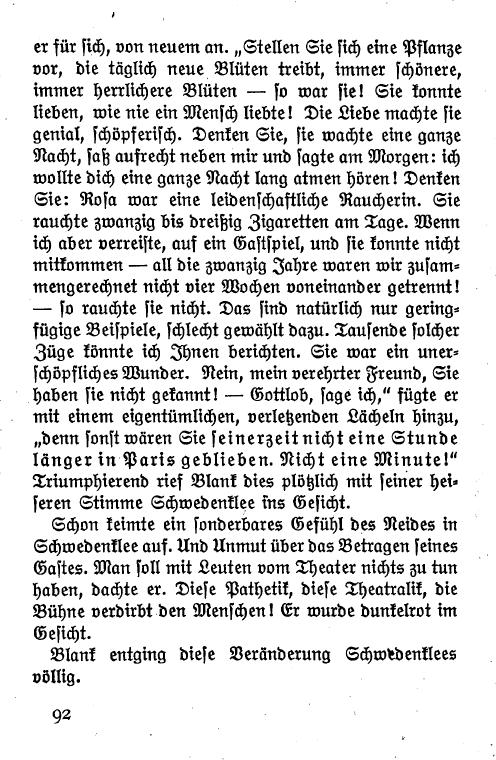 er für sich, von neuem an. „Stellen Sie sich eine Pflanze
vor, die täglich neue Blüten treibt, immer schönere,
immer herrlichere Blüten — so war sie! Sie konnte
lieben, wie nie ein Mensch liebte! Die Liebe machte sie
genial, schöpferisch. Denken Sie, sie wachte eine ganze
Nacht, saß aufrecht neben mir und sagte am Morgen: ich
wollte dich eine ganze Nacht lang atmen hören! Denken
Sie: Rosa war eine leidenschaftliche Raucherin. Sie
rauchte zwanzig bis dreißig Zigaretten am Tage. Wenn
ich aber verreiste, auf ein Gastspiel, und sie konnte nicht
mitkommen — all die zwanzig Jahre waren wir zusam-
mengerechnet nicht vier Wochen voneinander getrennt!
— so rauchte sie nicht. Das sind natürlich nur gering-
fügige Beispiele, schlecht gewählt dazu. Tausende solcher
Züge könnte ich Ihnen berichten. Sie war ein uner-
schöpfliches Wunder. Nein, mein verehrter Freund, Sie
haben sie nicht gekannt! — Gottlob, sage ich,“ fügte er
mit einem eigentümlichen, verletzenden Lächeln hinzu,
„denn sonst wären Sie seinerzeit nicht eine Stunde
länger in Paris geblieben. Nicht eine Minute!“
Triumphierend rief Blank dies plötzlich mit seiner hei-
seren Stimme Schwedenklee ins Gesicht.
Schon keimte ein sonderbares Gefühl des Neides in
Schwedenklee auf. Und Unmut über das Betragen seines
Gastes. Man soll mit Leuten vom Theater nichts zu tun
haben, dachte er. Diese Pathetik, diese Theatralik, die
Bühne verdirbt den Menschen! Er wurde dunkelrot im
Gesicht.
Blank entging diese Veränderung Schwedenklees
völlig.
92